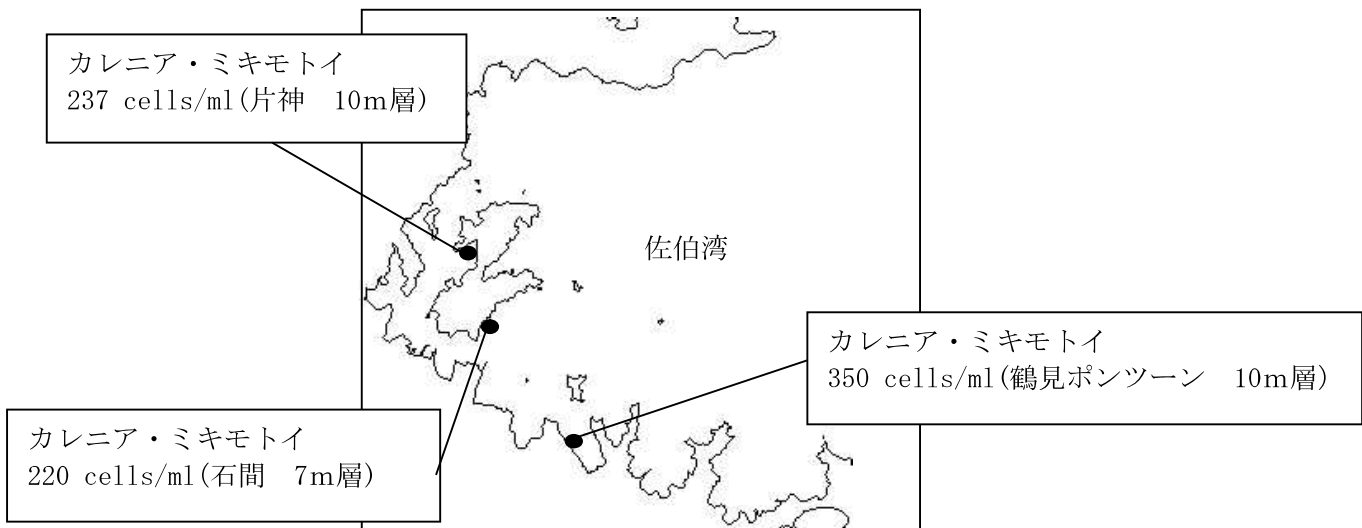 カレニア・ミキモトイ
237 cells/ml(片神　10m層)
佐伯湾
カレニア・ミキモトイ
350 cells/ml(鶴見ポンツーン　10m層)
カレニア・ミキモトイ
220 cells/ml(石間　7m層)